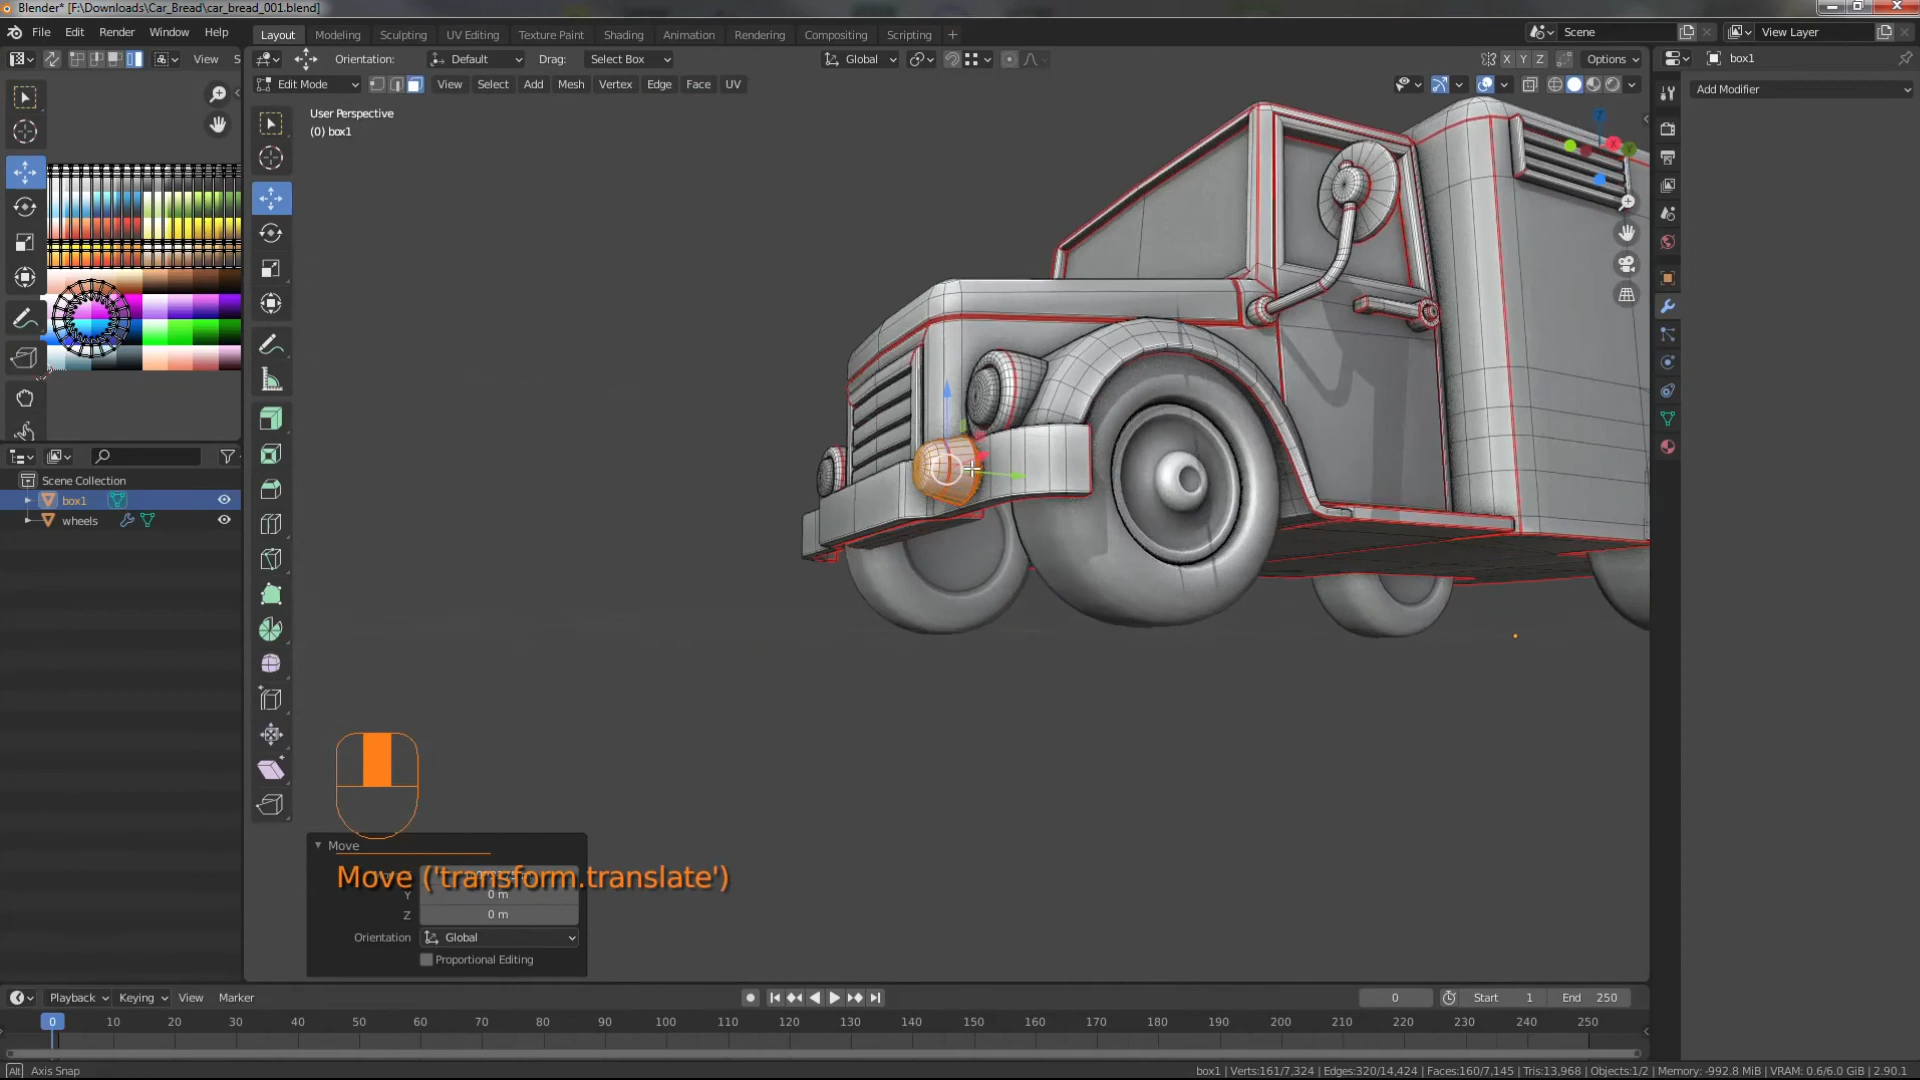 Blender* [F:\Downloads\Car_Bread\car_bread_001.blend]
File Edit Render Window Help
Layout Modeling Sculpting UV Editing Texture Paint Shading Animation Rendering Compositing Scripting +
Scene
View Layer
View S
Orientation: Default Drag: Select Box
Global
X Y Z Options
box1
Edit Mode View Select Add Mesh Vertex Edge Face UV
Add Modifier
User Perspective
(0) box1
Scene Collection
box1
wheels
Move
Move ('transform.translate')
Y 0 m
Z 0 m
Orientation Global
Proportional Editing
Playback Keying View Marker
0 Start 1 End 250
0 10 20 30 40 50 60 70 80 90 100 110 120 130 140 150 160 170 180 190 200 210 220 230 240 250
Alt Axis Snap
box1 | Verts:161/7,324 | Edges:320/14,424 | Faces:160/7,145 | Tris:13,968 | Objects:1/2 | Memory: -992.8 MiB | VRAM: 0.6/6.0 GiB | 2.90.1